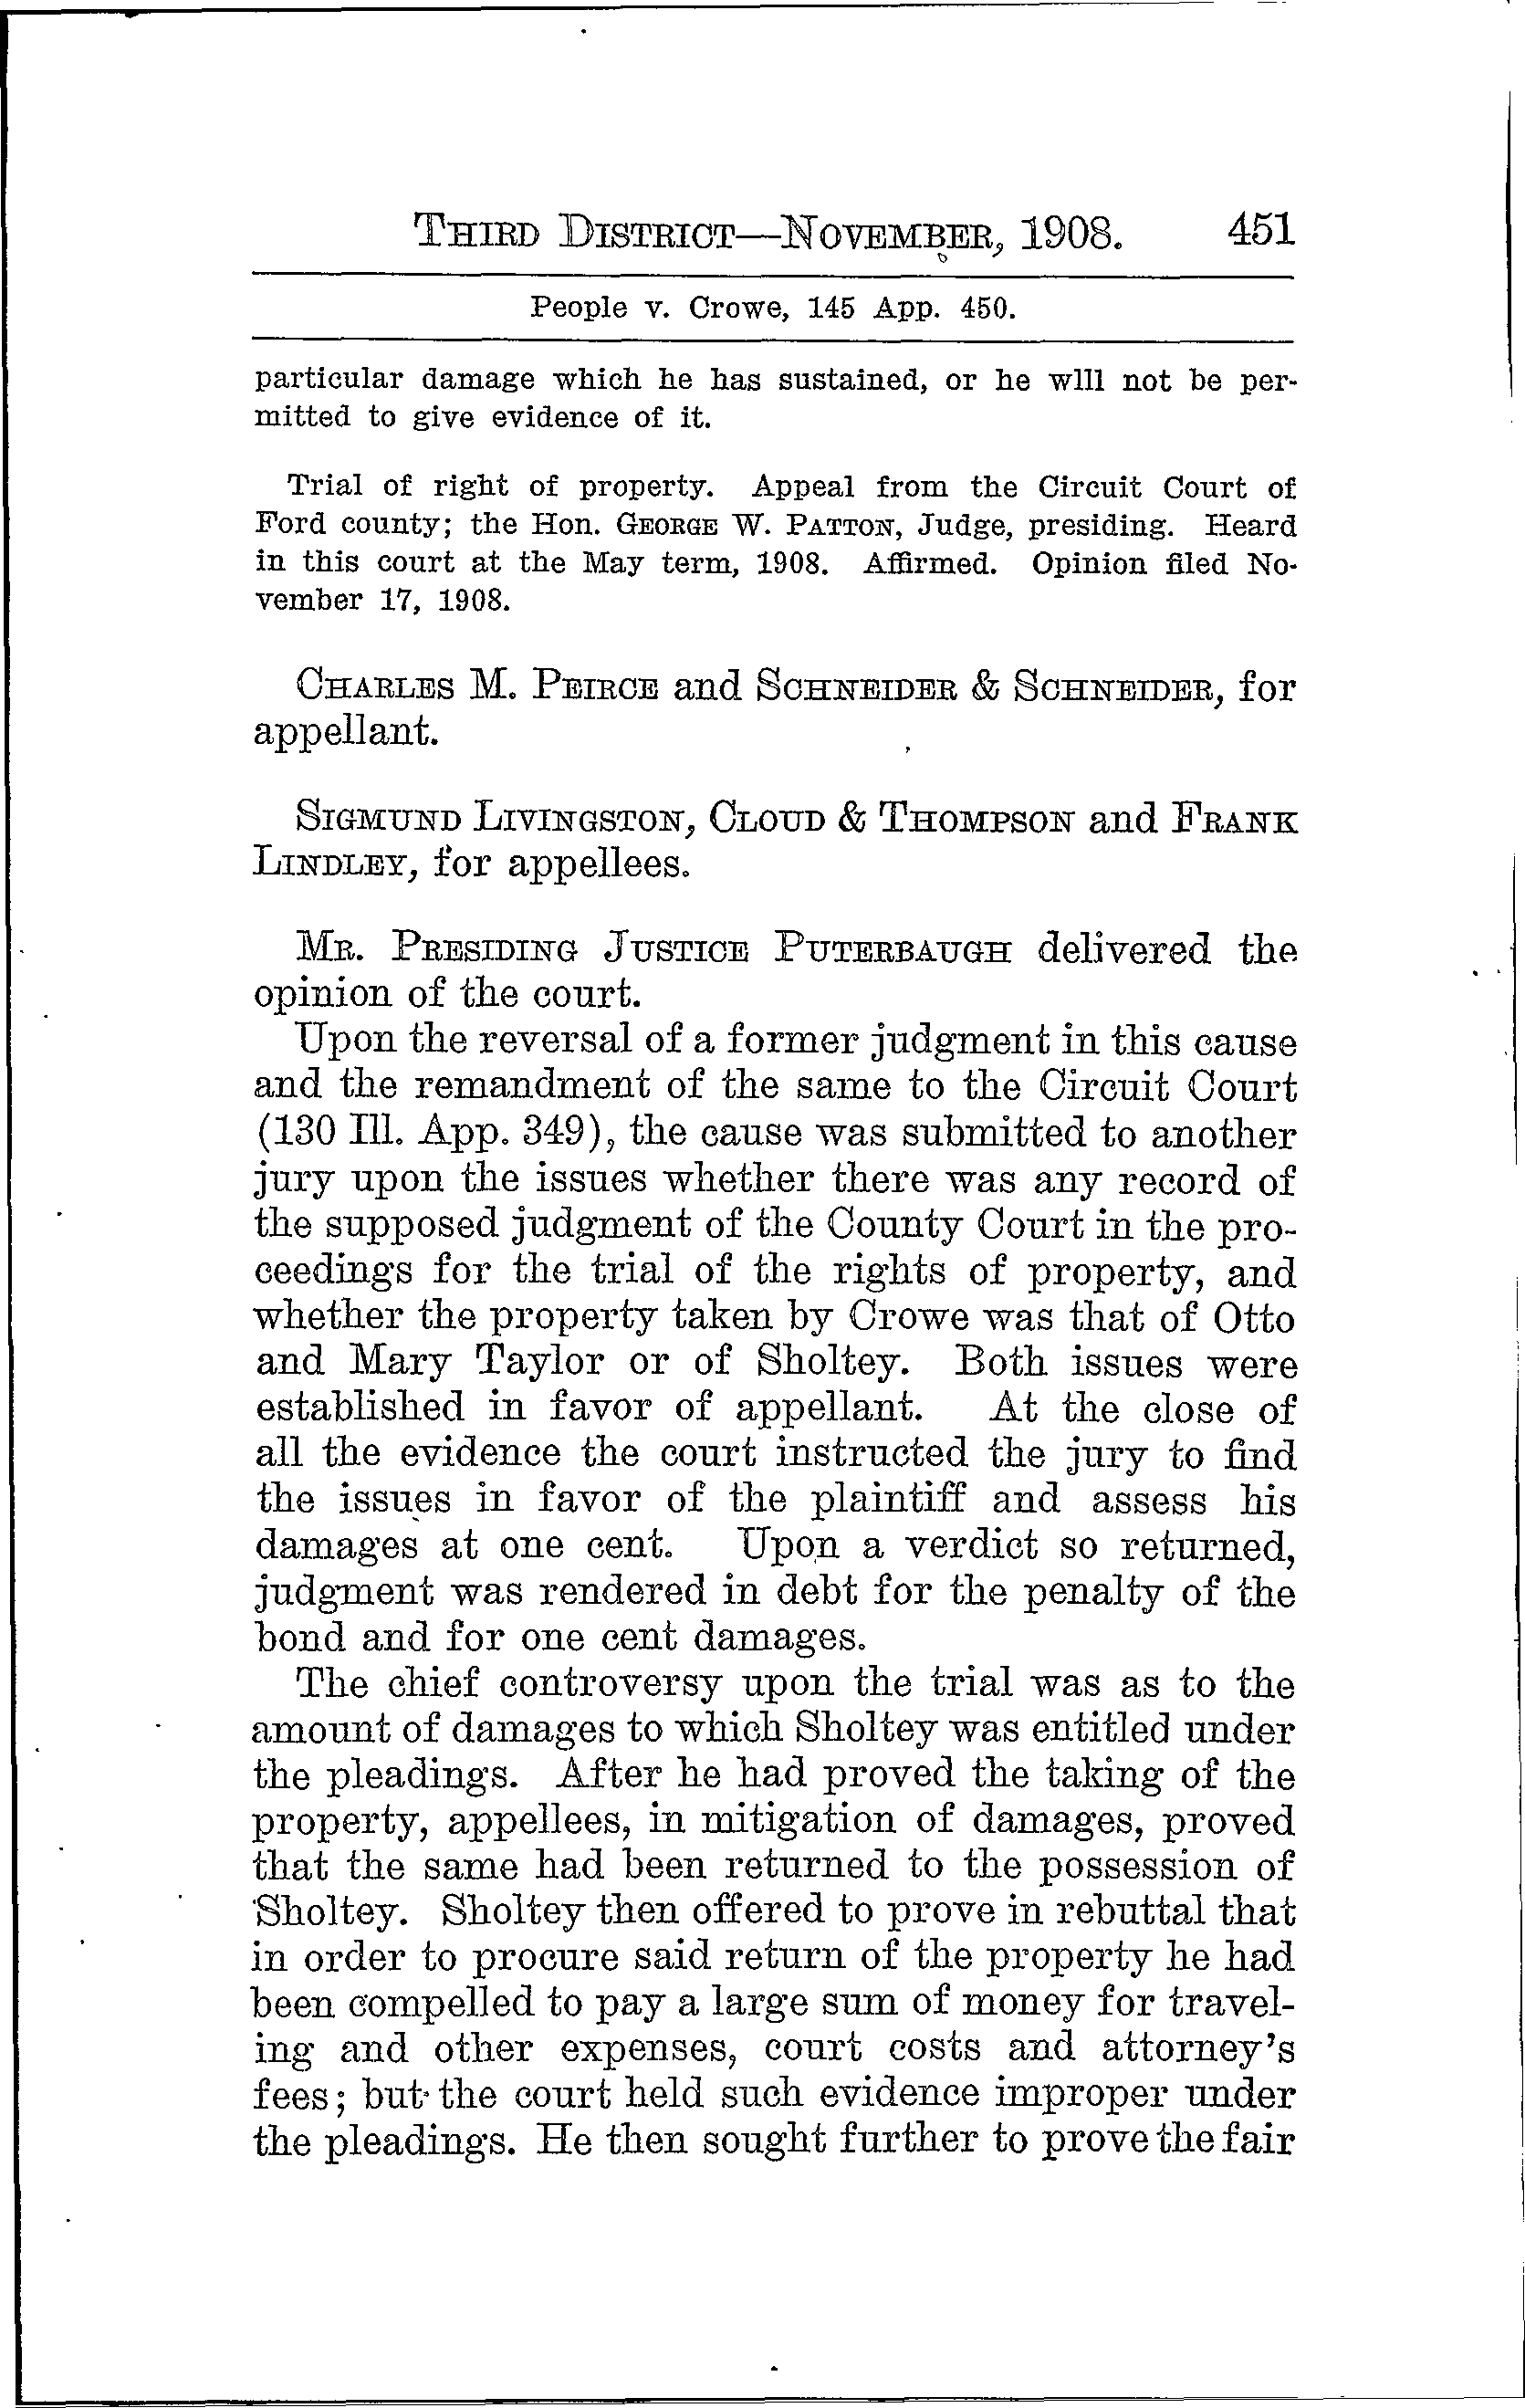 THIRD DISTRICT—NOVEMBER, 1908. 451
People v. Crowe, 145 App. 450.
particular damage which he has sustained, or he will not be per-
mitted to give evidence of it.
Trial of right of property. Appeal from the Circuit Court of
Ford county; the Hon. GEORGE W. PATTON, Judge, presiding. Heard
in this court at the May term, 1908. Affirmed. Opinion filed No-
vember 17, 1908.
CHARLES M. PEIRCE and SCHNEIDER & SCHNEIDER, for
appellant.
SIGMUND LIVINGSTON, CLOUD & THOMPSON and FRANK
LINDLEY, for appellees.
MR. PRESIDING JUSTICE PUTERBAUGH delivered the
opinion of the court.
Upon the reversal of a former judgment in this cause
and the remandment of the same to the Circuit Court
(130 Ill. App. 349), the cause was submitted to another
jury upon the issues whether there was any record of
the supposed judgment of the County Court in the pro-
ceedings for the trial of the rights of property, and
whether the property taken by Crowe was that of Otto
and Mary Taylor or of Sholtey. Both issues were
established in favor of appellant. At the close of
all the evidence the court instructed the jury to find
the issues in favor of the plaintiff and assess his
damages at one cent. Upon a verdict so returned,
judgment was rendered in debt for the penalty of the
bond and for one cent damages.
The chief controversy upon the trial was as to the
amount of damages to which Sholtey was entitled under
the pleadings. After he had proved the taking of the
property, appellees, in mitigation of damages, proved
that the same had been returned to the possession of
Sholtey. Sholtey then offered to prove in rebuttal that
in order to procure said return of the property he had
been compelled to pay a large sum of money for travel-
ing and other expenses, court costs and attorney's
fees; but the court held such evidence improper under
the pleadings. He then sought further to prove the fair